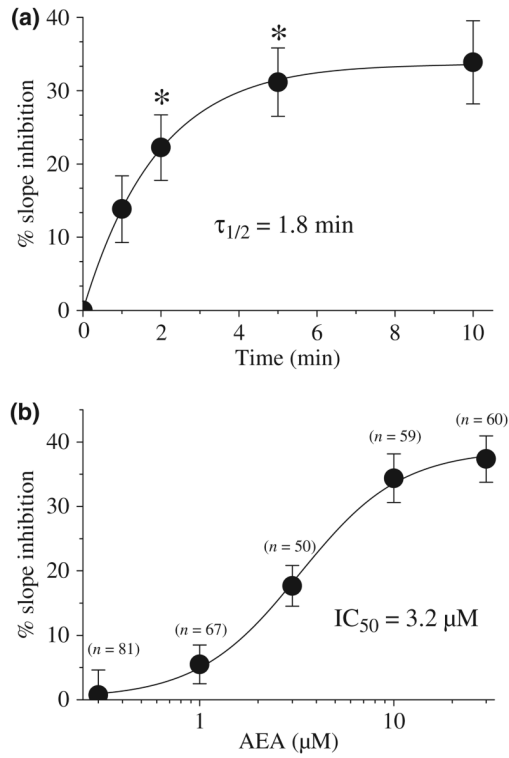 (a)
40
30
20
10
0
% slope inhibition
*
*
τ1/2 = 1.8 min
0 2 4 6 8 10
Time (min)
(b)
40
30
20
10
0
% slope inhibition
(n = 81)
(n = 67)
(n = 50)
(n = 59)
(n = 60)
IC50 = 3.2 µM
1 10
AEA (µM)